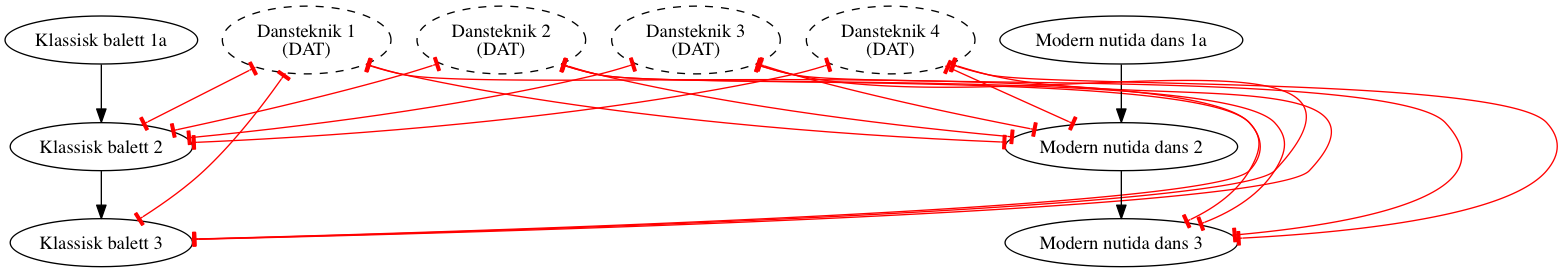 Klassisk balett 1a
Dansteknik 1
(DAT)
Dansteknik 2
(DAT)
Dansteknik 3
(DAT)
Dansteknik 4
(DAT)
Modern nutida dans 1a
Klassisk balett 2
Modern nutida dans 2
Klassisk balett 3
Modern nutida dans 3